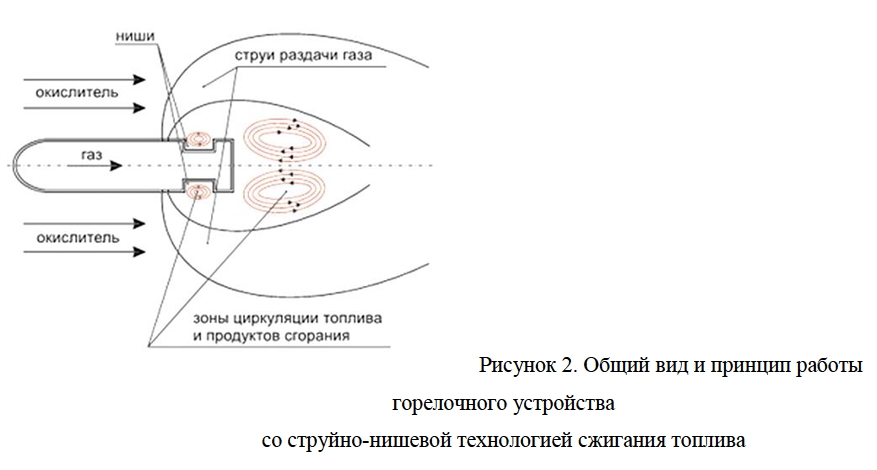 ниши
струи раздачи газа
окислитель
газ
окислитель
зоны циркуляции топлива
и продуктов сгорания
Рисунок 2. Общий вид и принцип работы
горелочного устройства
со струйно-нишевой технологией сжигания топлива